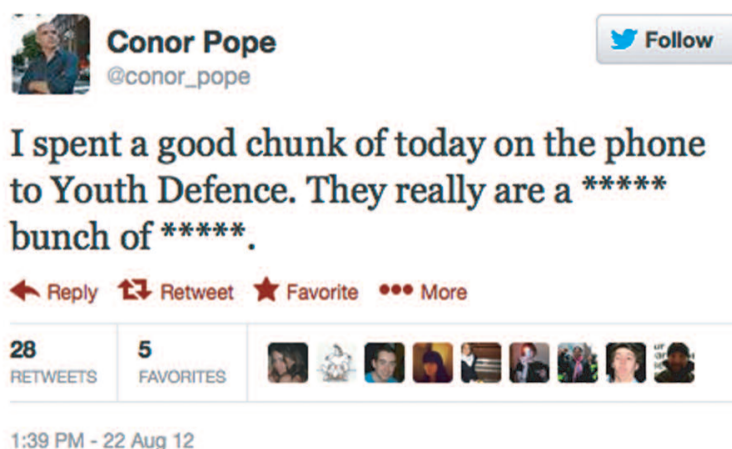 Conor Pope
@conor_pope
Follow
I spent a good chunk of today on the phone
to Youth Defence. They really are a *****
bunch of *****.
Reply Retweet Favorite More
28
RETWEETS
5
FAVORITES
1:39 PM - 22 Aug 12